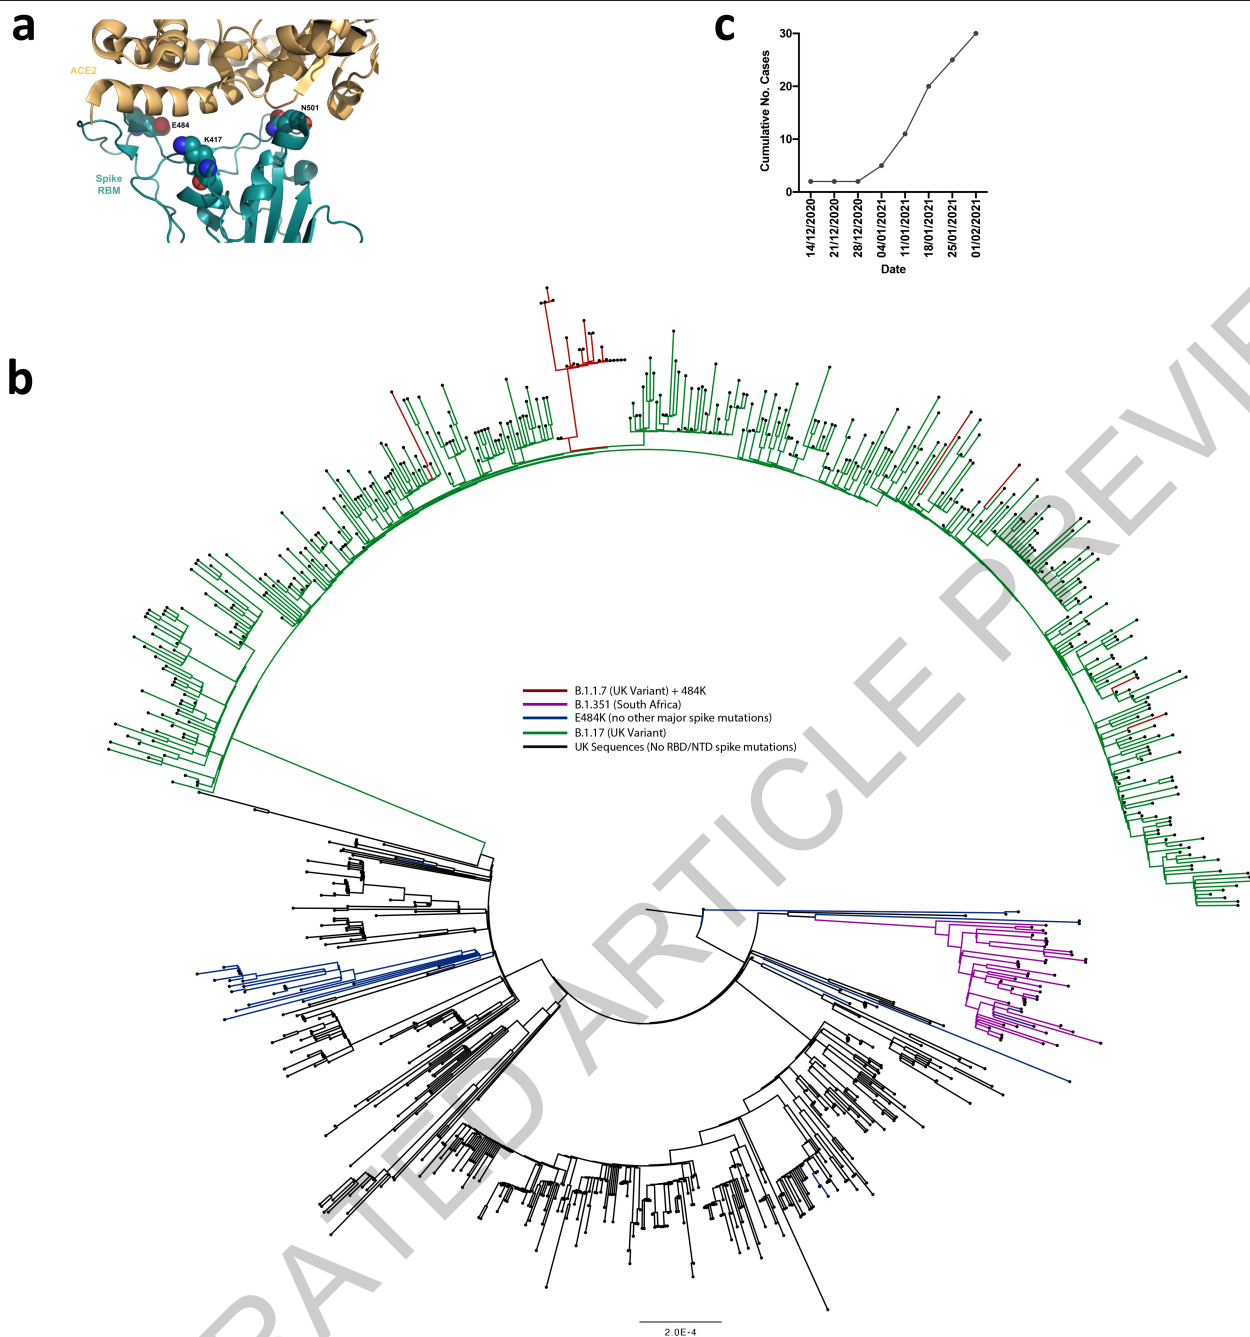 a
ACE2
E484
N501
K417
Spike
RBM
c
Cumulative No. Cases
30
20
10
0
14/12/2020
21/12/2020
28/12/2020
04/01/2021
11/01/2021
18/01/2021
25/01/2021
01/02/2021
Date
b
B.1.1.7 (UK Variant) + 484K
B.1.351 (South Africa)
E484K (no other major spike mutations)
B.1.17 (UK Variant)
UK Sequences (No RBD/NTD spike mutations)
RATED ARTICLE PREVIE
2.0E-4